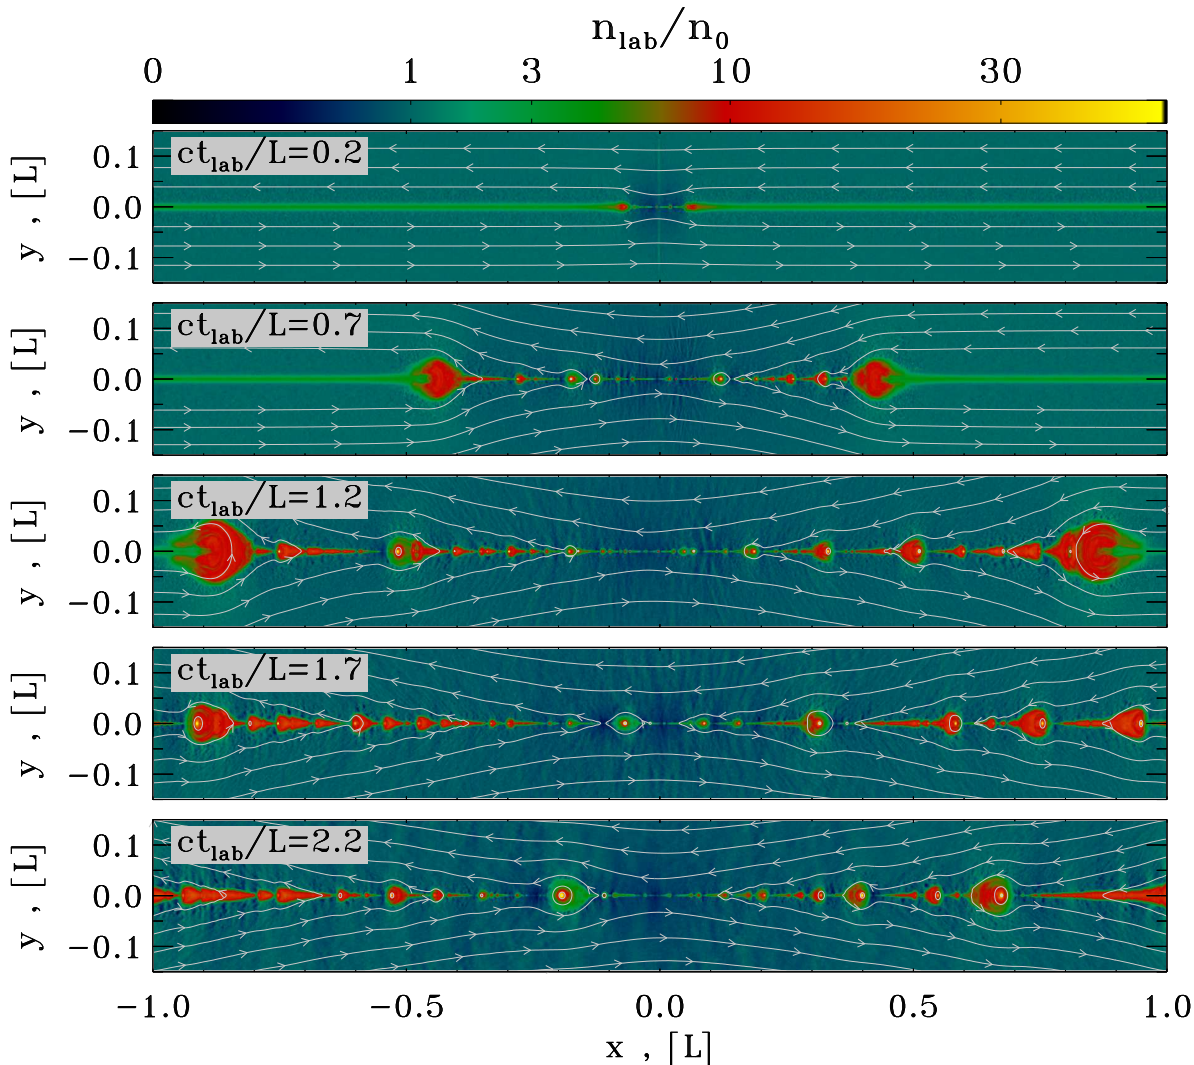 n_lab/n_0
0 1 3 10 30
ct_lab/L=0.2
0.1
0.0
−0.1
y , [L]
ct_lab/L=0.7
0.1
0.0
−0.1
y , [L]
ct_lab/L=1.2
0.1
0.0
−0.1
y , [L]
ct_lab/L=1.7
0.1
0.0
−0.1
y , [L]
ct_lab/L=2.2
0.1
0.0
−0.1
y , [L]
−1.0 −0.5 0.0 0.5 1.0
x , [L]